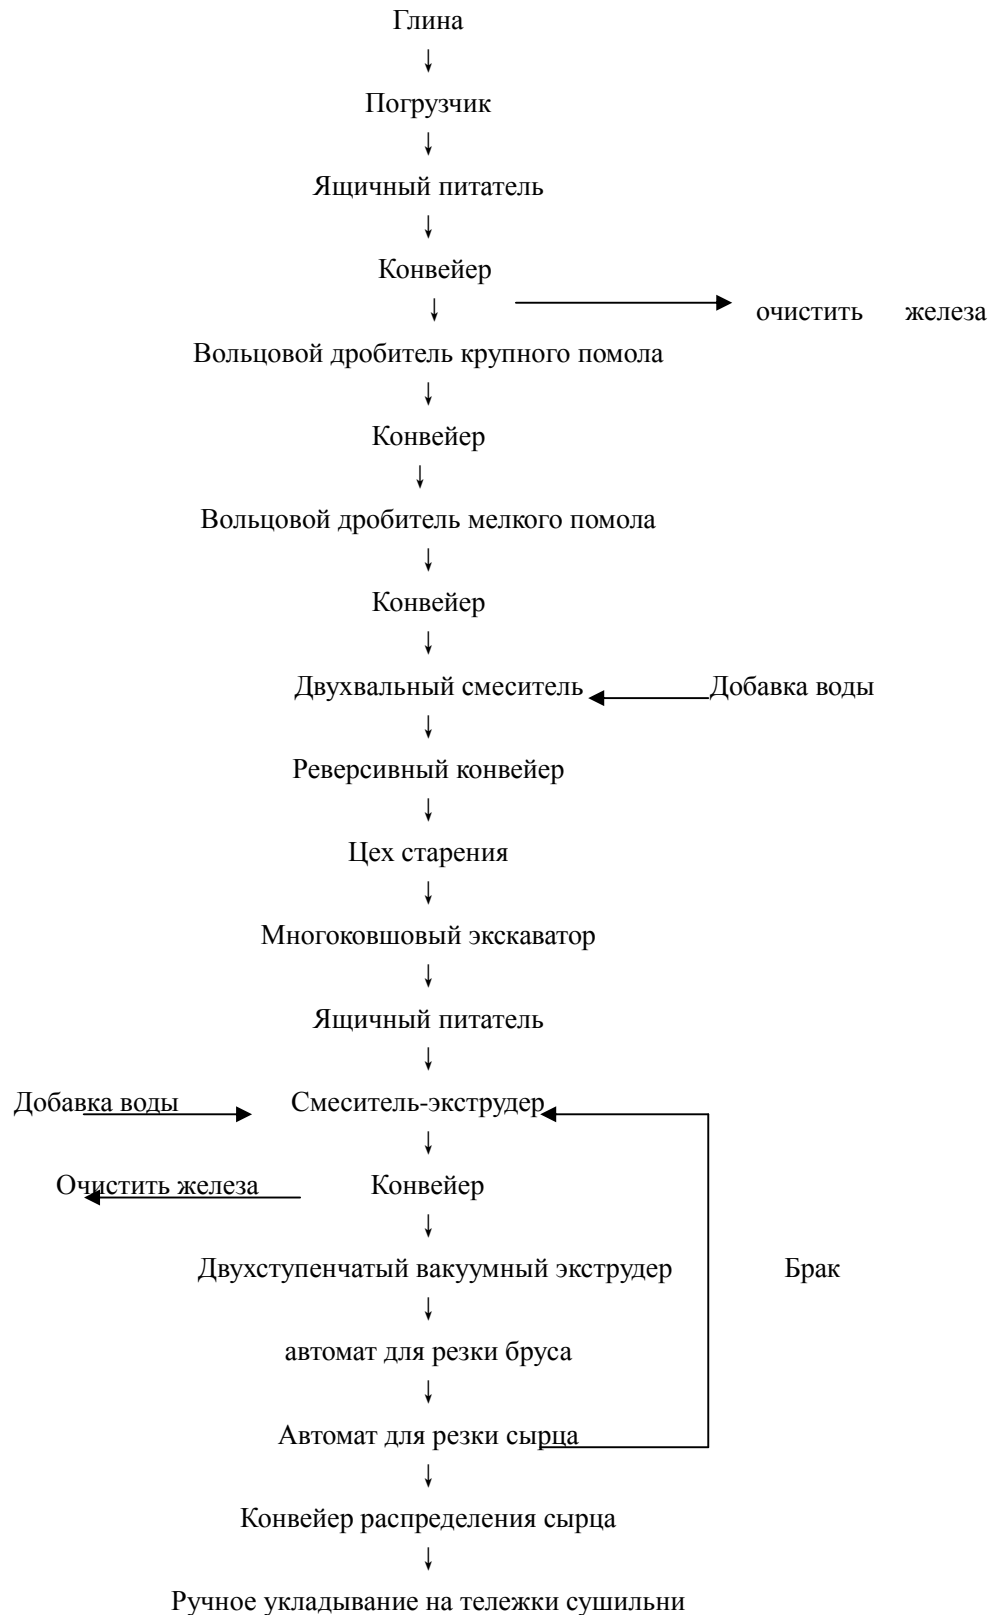 Глина
↓
Погрузчик
↓
Ящичный питатель
↓
Конвейер
↓
очистить железа
Вольцовой дробитель крупного помола
↓
Конвейер
↓
Вольцовой дробитель мелкого помола
↓
Конвейер
↓
Двухвальный смеситель Добавка воды
↓
Реверсивный конвейер
↓
Цех старения
↓
Многоковшовый экскаватор
↓
Ящичный питатель
↓
Добавка воды Смеситель-экструдер
↓
Очистить железа Конвейер
↓
Двухступенчатый вакуумный экструдер Брак
↓
автомат для резки бруса
↓
Автомат для резки сырца
↓
Конвейер распределения сырца
↓
Ручное укладывание на тележки сушильни